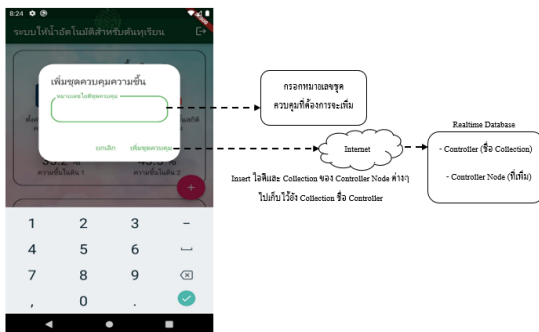 8:24
ระบบให้น้ำอัตโนมัติสำหรับต้นทุเรียน
เพิ่มชุดควบคุมความชื้น
หมายเลขไอดีชุดควบคุม
ยกเลิก เพิ่มชุดควบคุม
ความชื้นในดิน 1 ความชื้นในดิน 2
+
1 2 3 -
4 5 6
7 8 9
, 0 .
กรอกหมายเลขชุด
ควบคุมที่ต้องการจะเพิ่ม
Internet
Insert ไอดีและ Collection ของ Controller Node ต่างๆ
ไปเก็บไว้ยัง Collection ชื่อ Controller
Realtime Database
- Controller (ชื่อ Collection)
- Controller Node (ที่เพิ่ม)